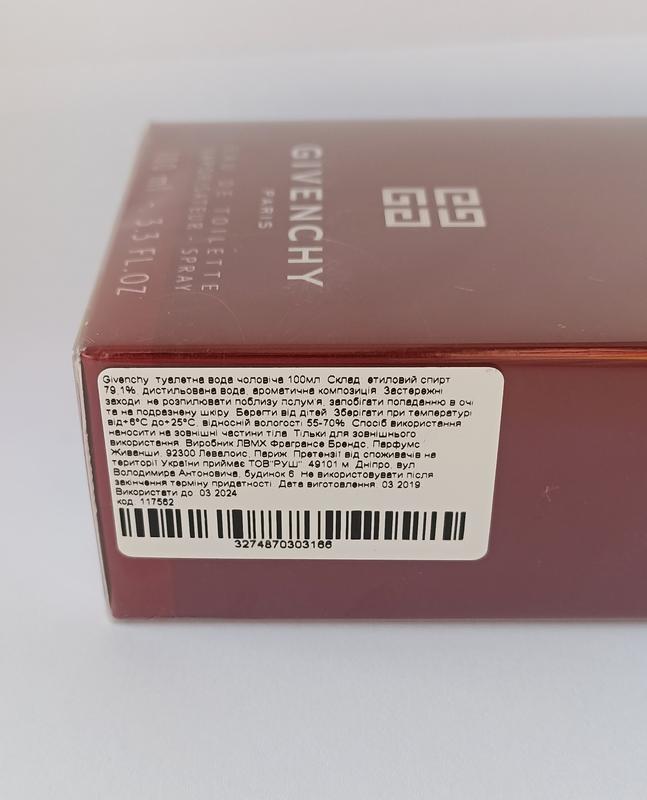 GIVENCHY
PARIS
EAU DE TOILETTE
VAPORISATEUR - SPRAY
100 ml - 3.3 FL.OZ
Givenchy туалетна вода чоловіча 100мл Склад етиловий спирт
79,1% дистильована вода, ароматична композиція Застережні
заходи не розпилювати поблизу полум'я, запобігати попаданню в очі
та на подразнену шкіру Берегти від дітей Зберігати при температурі
від+6°С до+25°С, відносній вологості 55-70% Спосіб використання
наносити на зовнішні частини тіла Тільки для зовнішнього
використання Виробник ЛВМХ Фрагранс Брендс, Парфумс
Живанши, 92300 Левалоіс, Париж Претензії від споживачів на
території України приймає ТОВ"РУШ" 49101 м Дніпро, вул
Володимира Антоновича, будинок 6 Не використовувати після
закінчення терміну придатності Дата виготовлення 03 2019
Використати до 03 2024
код 117562
3274870303166